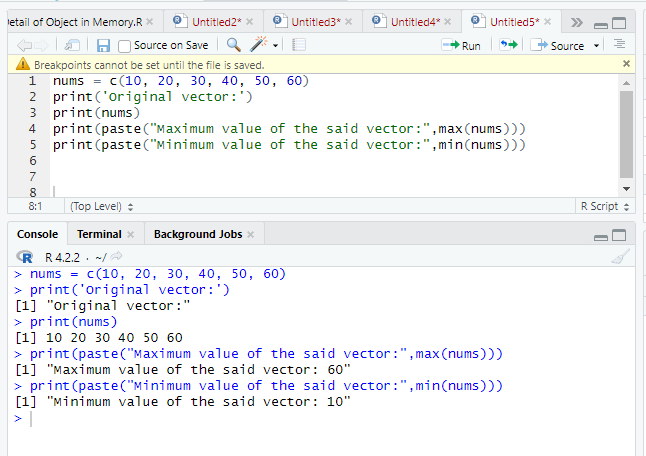 etail of Object in Memory.R × Untitled2* × Untitled3* × Untitled4* × Untitled5* ×
Source on Save Run Source
Breakpoints cannot be set until the file is saved.
1 nums = c(10, 20, 30, 40, 50, 60)
2 print('Original vector:')
3 print(nums)
4 print(paste("Maximum value of the said vector:",max(nums)))
5 print(paste("Minimum value of the said vector:",min(nums)))
6
7
8
8:1 (Top Level) R Script
Console Terminal × Background Jobs ×
R R 4.2.2 · ~/
> nums = c(10, 20, 30, 40, 50, 60)
> print('Original vector:')
[1] "Original vector:"
> print(nums)
[1] 10 20 30 40 50 60
> print(paste("Maximum value of the said vector:",max(nums)))
[1] "Maximum value of the said vector: 60"
> print(paste("Minimum value of the said vector:",min(nums)))
[1] "Minimum value of the said vector: 10"
>